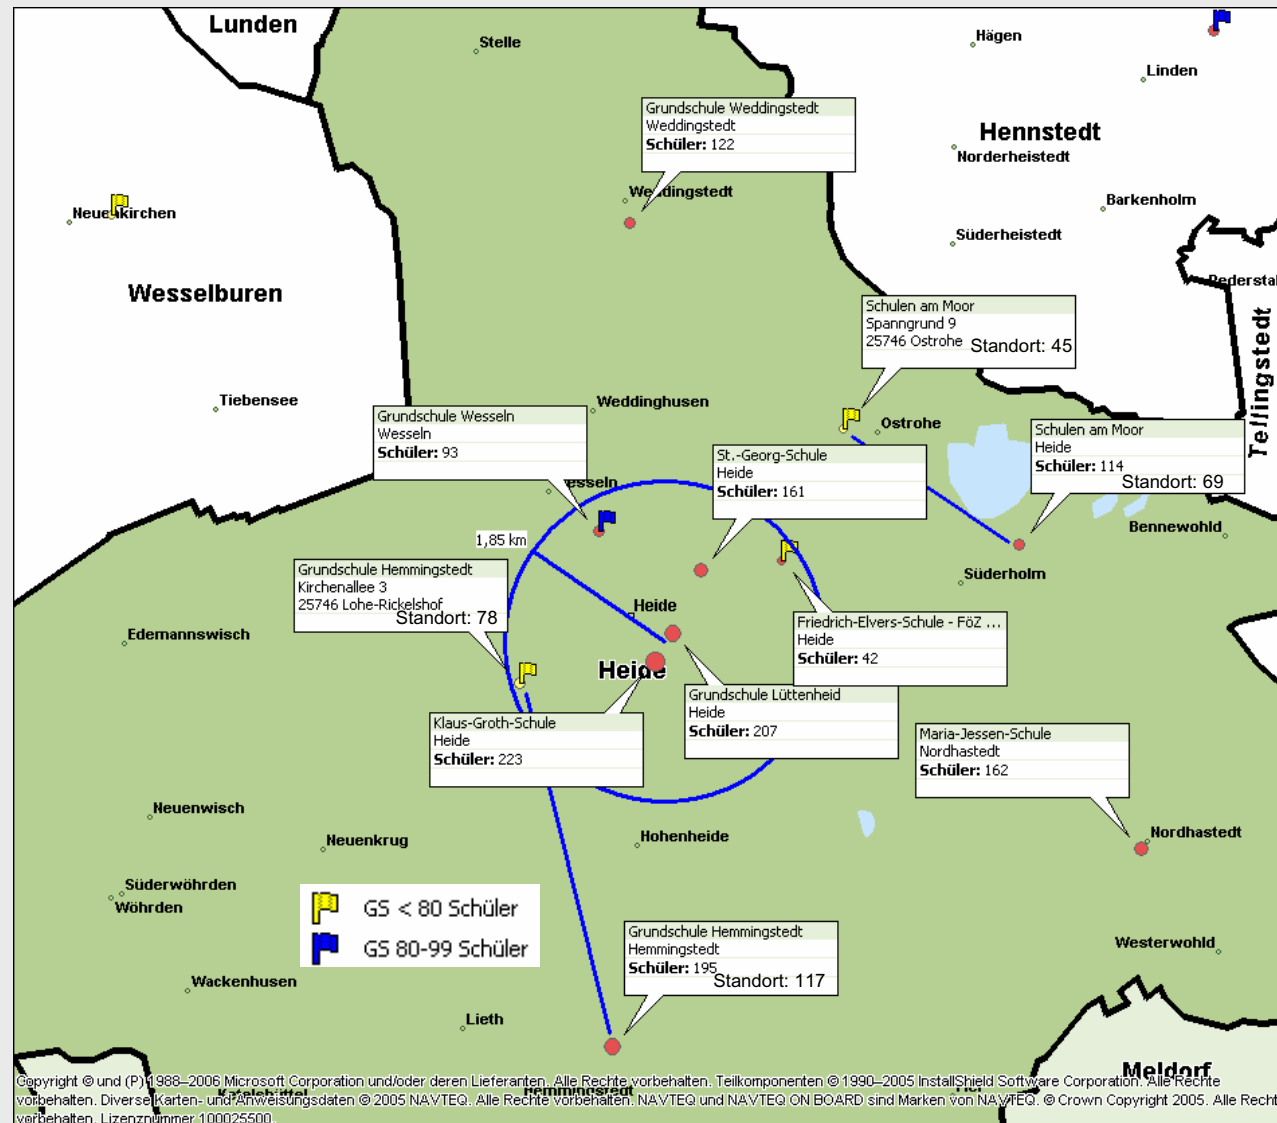 Lunden
Stelle
Hägen
Linden
Grundschule Weddingstedt
Weddingstedt
Schüler: 122
Hennstedt
Norderheistedt
Weddingstedt
Barkenholm
Neuenkirchen
Süderheistedt
Wesselburen
Schulen am Moor
Spanngrund 9
25746 Ostrohe
Standort: 45
Tellingstedt
Tiebensee
Weddinghusen
Grundschule Wesseln
Wesseln
Schüler: 93
Ostrohe
Schulen am Moor
Heide
Schüler: 114
Standort: 69
St.-Georg-Schule
Heide
Schüler: 161
esseln
Bennewohld
1,85 km
Grundschule Hemmingstedt
Kirchenallee 3
25746 Lohe-Rickelshof
Standort: 78
Süderholm
Heide
Edemannswisch
Friedrich-Elvers-Schule - FöZ ...
Heide
Schüler: 42
Heide
Grundschule Lüttenheid
Heide
Schüler: 207
Klaus-Groth-Schule
Heide
Schüler: 223
Maria-Jessen-Schule
Nordhastedt
Schüler: 162
Neuenwisch
Neuenkrug
Hohenheide
Nordhastedt
Süderwöhrden
Wöhrden
GS < 80 Schüler
GS 80-99 Schüler
Grundschule Hemmingstedt
Hemmingstedt
Schüler: 195
Standort: 117
Westerwohld
Wackenhusen
Lieth
Meldorf
Hemmingstedt
Copyright © und (P) 1988–2006 Microsoft Corporation und/oder deren Lieferanten. Alle Rechte vorbehalten. Teilkomponenten © 1990–2005 InstallShield Software Corporation. Alle Rechte
vorbehalten. Diverse Karten- und Anweisungsdaten © 2005 NAVTEQ. Alle Rechte vorbehalten. NAVTEQ und NAVTEQ ON BOARD sind Marken von NAVTEQ. © Crown Copyright 2005. Alle Recht
vorbehalten. Lizenznummer 100025500.